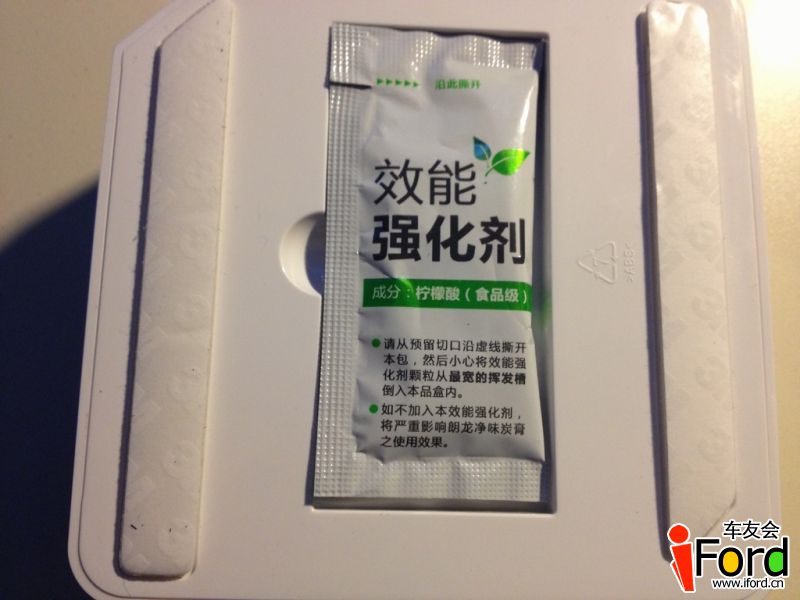 ▶▶▶▶▶ 沿此撕开
效能
强化剂
成分：柠檬酸（食品级）
●请从预留切口沿虚线撕开
本包，然后小心将效能强
化剂颗粒从最宽的挥发槽
倒入本品盒内。
●如不加入本效能强化剂，
将严重影响朗龙净味炭膏
之使用效果。
>ABS<
车友会
iFord
www.iford.cn